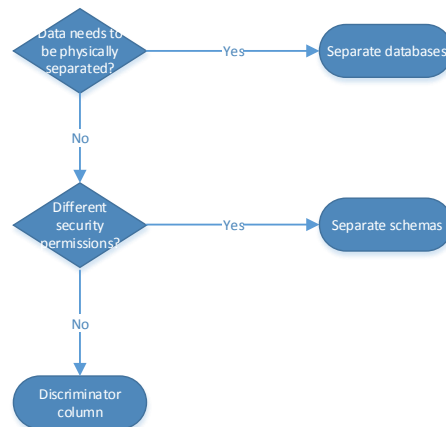 Data needs to
be physically
separated?
Yes
Separate databases
No
Different
security
permissions?
Yes
Separate schemas
No
Discriminator
column